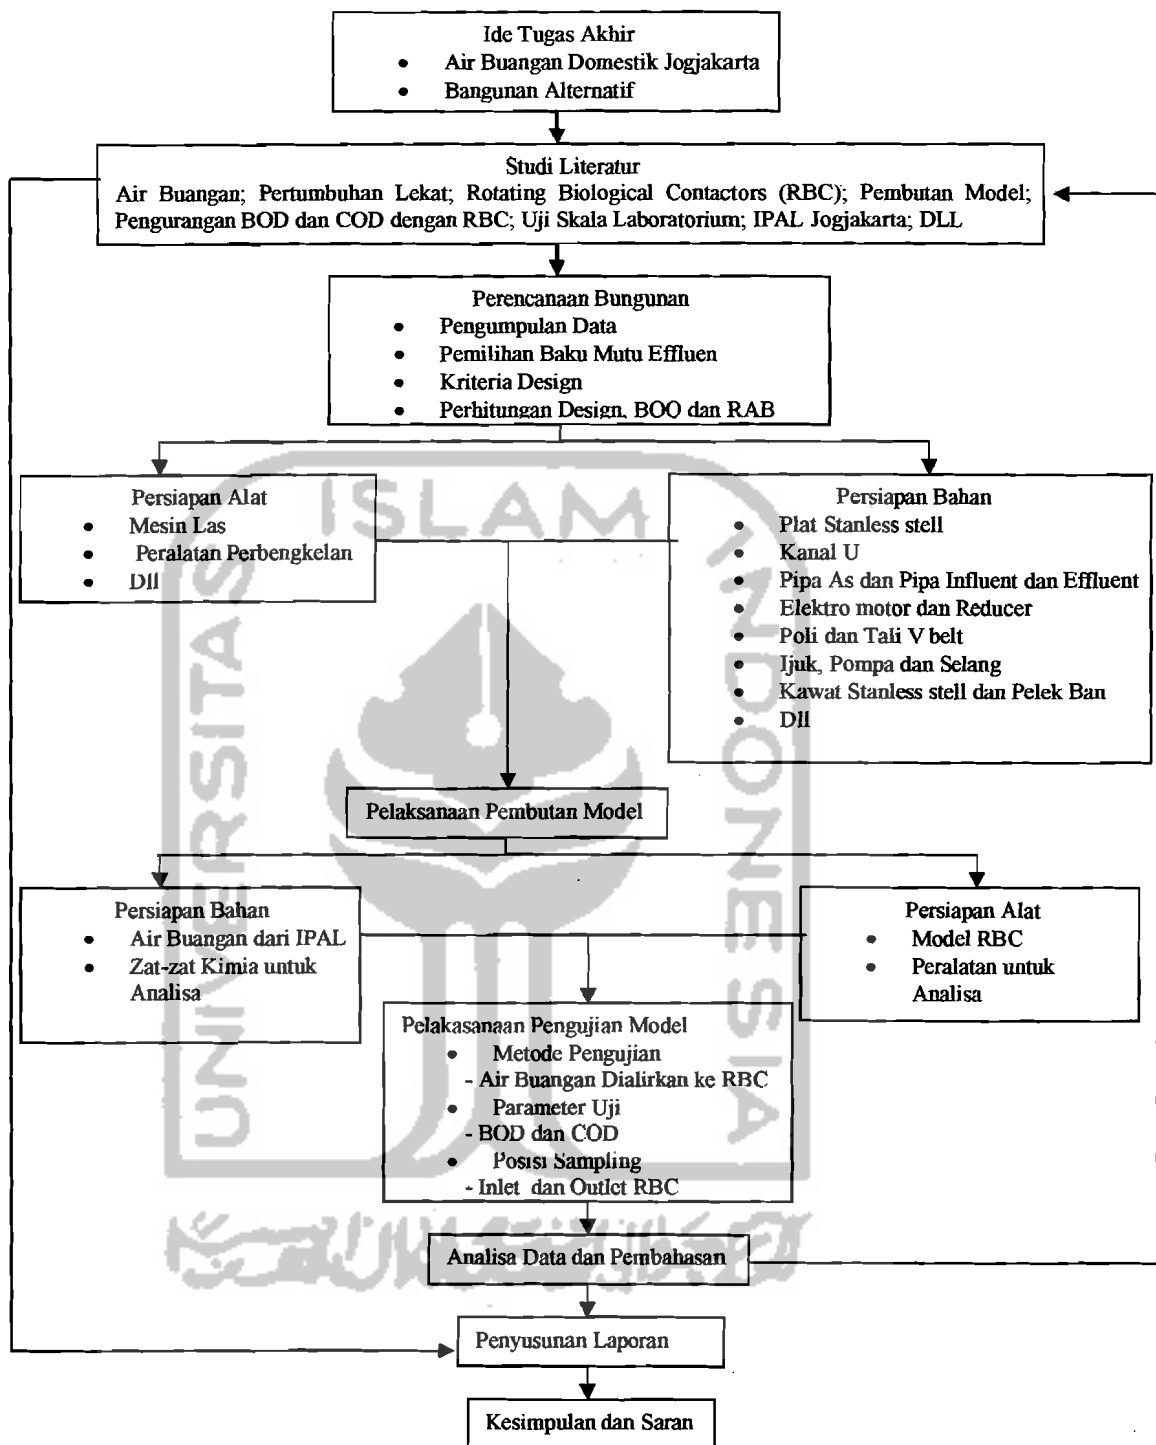 Ide Tugas Akhir
• Air Buangan Domestik Jogjakarta
• Bangunan Alternatif
Studi Literatur
Air Buangan; Pertumbuhan Lekat; Rotating Biological Contactors (RBC); Pembutan Model;
Pengurangan BOD dan COD dengan RBC; Uji Skala Laboratorium; IPAL Jogjakarta; DLL
Perencanaan Bungunan
• Pengumpulan Data
• Pemilihan Baku Mutu Effluen
• Kriteria Design
• Perhitungan Design, BOQ dan RAB
Persiapan Alat
• Mesin Las
• Peralatan Perbengkelan
• Dll
Persiapan Bahan
• Plat Stanless stell
• Kanal U
• Pipa As dan Pipa Influent dan Effluent
• Elektro motor dan Reducer
• Poli dan Tali V belt
• Ijuk, Pompa dan Selang
• Kawat Stanless stell dan Pelek Ban
• Dll
Pelaksanaan Pembutan Model
Persiapan Bahan
• Air Buangan dari IPAL
• Zat-zat Kimia untuk
Analisa
Persiapan Alat
• Model RBC
• Peralatan untuk
Analisa
Pelakasanaan Pengujian Model
• Metode Pengujian
- Air Buangan Dialirkan ke RBC
• Parameter Uji
- BOD dan COD
• Posisi Sampling
- Inlet dan Outlet RBC
Analisa Data dan Pembahasan
Penyusunan Laporan
Kesimpulan dan Saran
UNIVERSITAS
ISLAM
INDONESIA